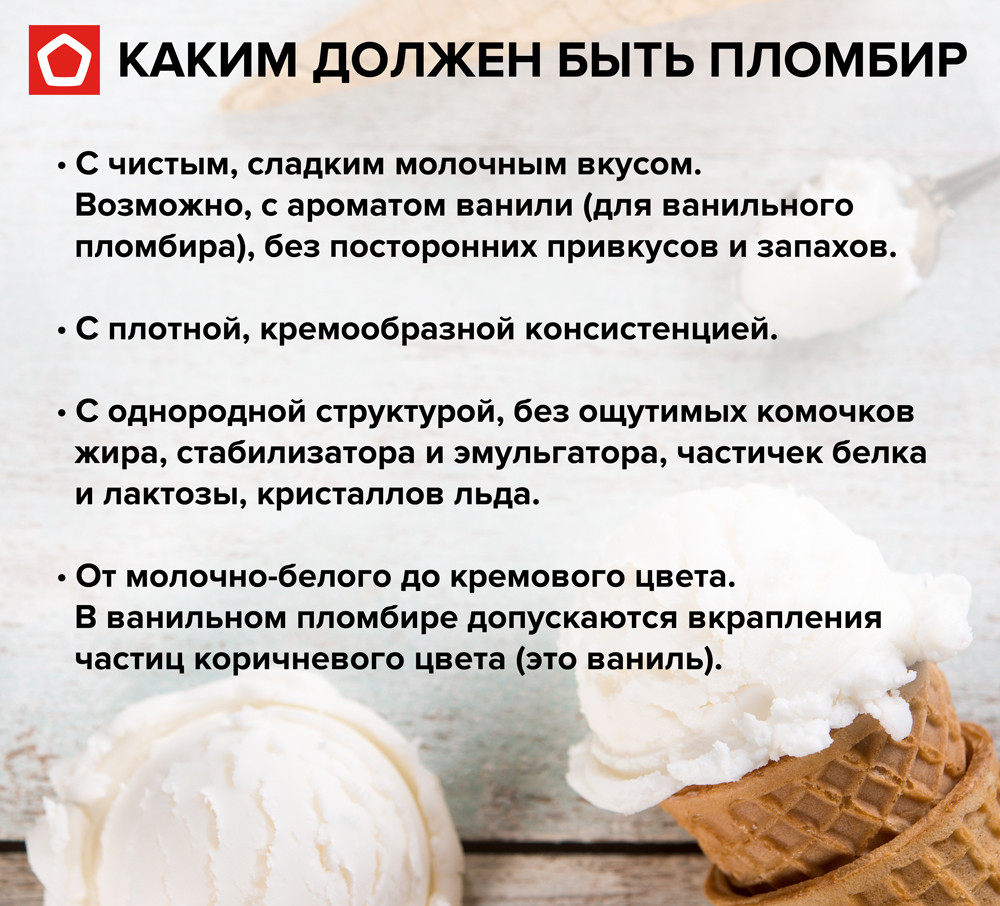 КАКИМ ДОЛЖЕН БЫТЬ ПЛОМБИР
• С чистым, сладким молочным вкусом.
Возможно, с ароматом ванили (для ванильного
пломбира), без посторонних привкусов и запахов.
• С плотной, кремообразной консистенцией.
• С однородной структурой, без ощутимых комочков
жира, стабилизатора и эмульгатора, частичек белка
и лактозы, кристаллов льда.
• От молочно-белого до кремового цвета.
В ванильном пломбире допускаются вкрапления
частиц коричневого цвета (это ваниль).